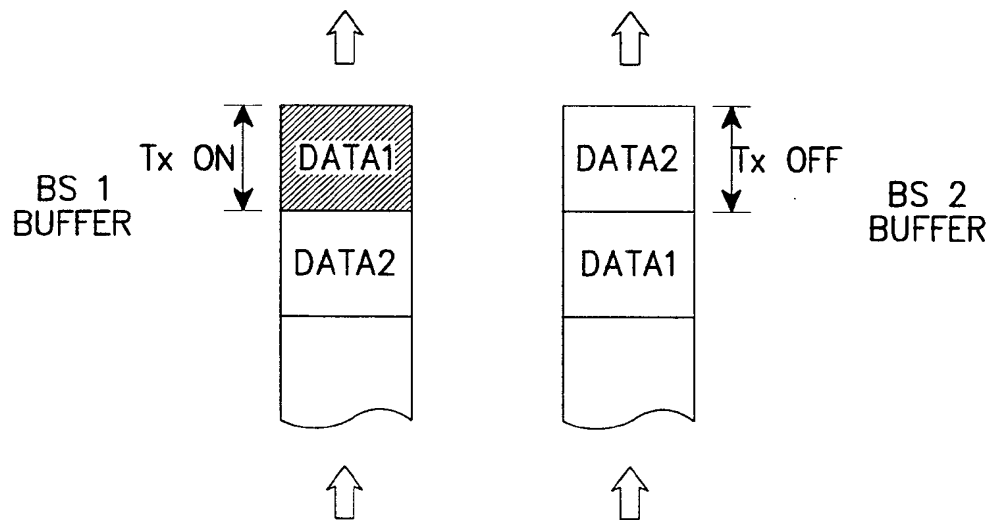 DATA1
DATA2
Tx ON
Tx OFF
BS 1
BUFFER
BS 2
BUFFER
DATA2
DATA1